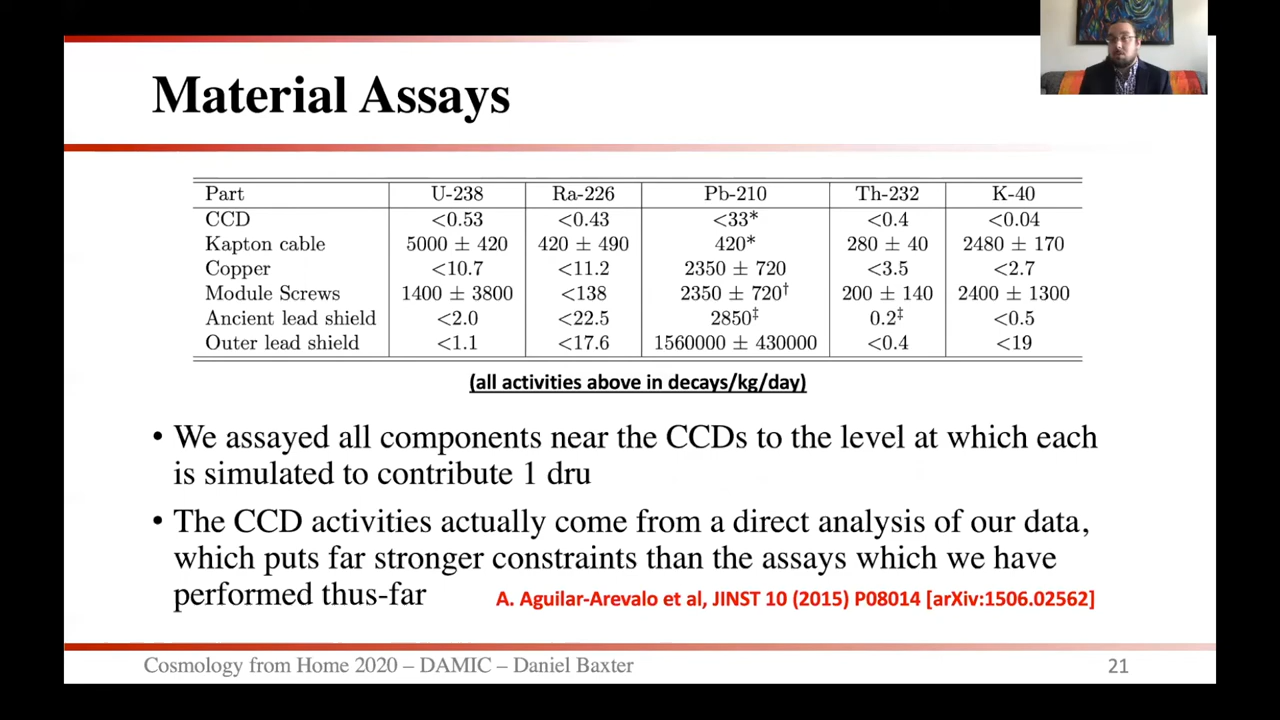 Material Assays
Part U-238 Ra-226 Pb-210 Th-232 K-40
CCD <0.53 <0.43 <33* <0.4 <0.04
Kapton cable 5000 ± 420 420 ± 490 420* 280 ± 40 2480 ± 170
Copper <10.7 <11.2 2350 ± 720 <3.5 <2.7
Module Screws 1400 ± 3800 <138 2350 ± 720† 200 ± 140 2400 ± 1300
Ancient lead shield <2.0 <22.5 2850‡ 0.2‡ <0.5
Outer lead shield <1.1 <17.6 1560000 ± 430000 <0.4 <19
(all activities above in decays/kg/day)
• We assayed all components near the CCDs to the level at which each
is simulated to contribute 1 dru
• The CCD activities actually come from a direct analysis of our data,
which puts far stronger constraints than the assays which we have
performed thus-far
A. Aguilar-Arevalo et al, JINST 10 (2015) P08014 [arXiv:1506.02562]
Cosmology from Home 2020 – DAMIC – Daniel Baxter
21